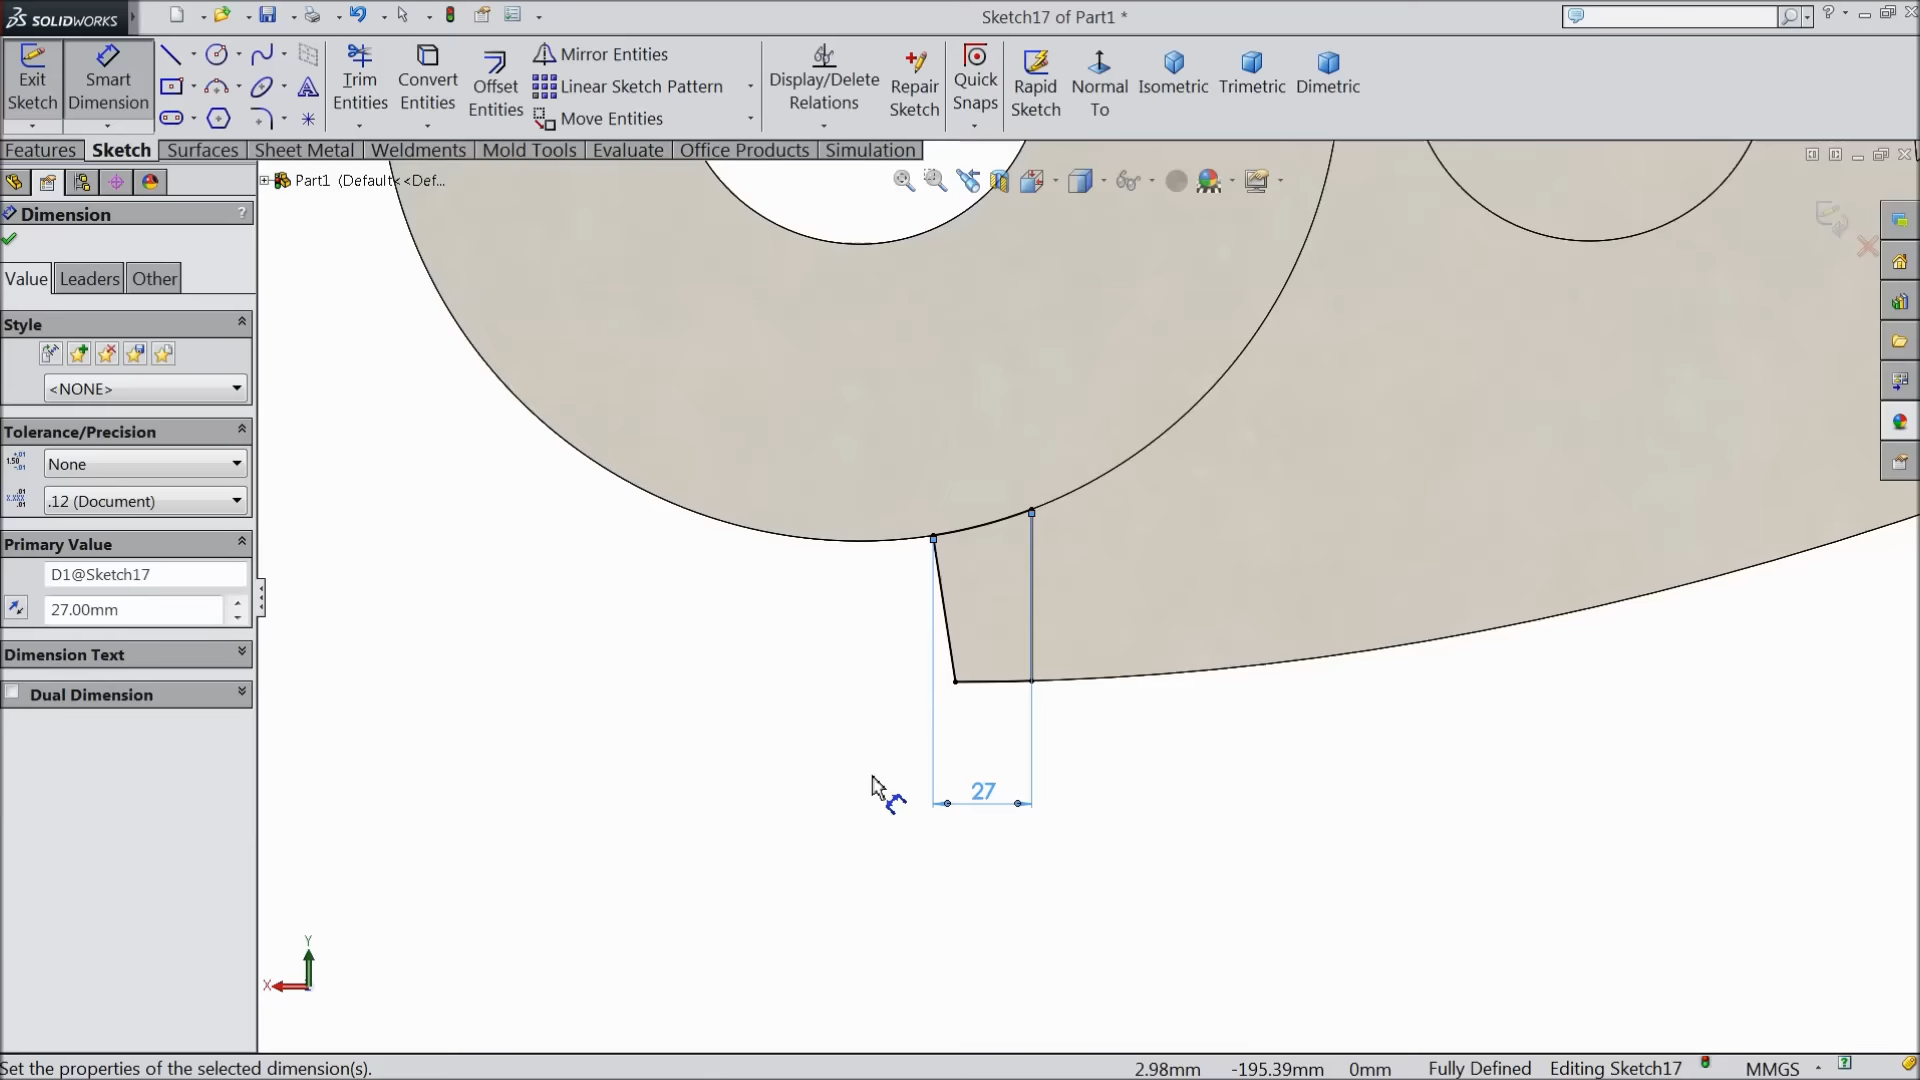 SOLIDWORKS
Sketch17 of Part1 *
Exit Sketch
Smart Dimension
Trim Entities
Convert Entities
Offset Entities
Mirror Entities
Linear Sketch Pattern
Move Entities
Display/Delete Relations
Repair Sketch
Quick Snaps
Rapid Sketch
Normal To
Isometric
Trimetric
Dimetric
Features
Sketch
Surfaces
Sheet Metal
Weldments
Mold Tools
Evaluate
Office Products
Simulation
Part1 (Default<<Def...
Dimension
?
Value
Leaders
Other
Style
<NONE>
Tolerance/Precision
None
.12 (Document)
Primary Value
D1@Sketch17
27.00mm
Dimension Text
Dual Dimension
27
Y
X
Set the properties of the selected dimension(s).
2.98mm
-195.39mm
0mm
Fully Defined
Editing Sketch17
MMGS